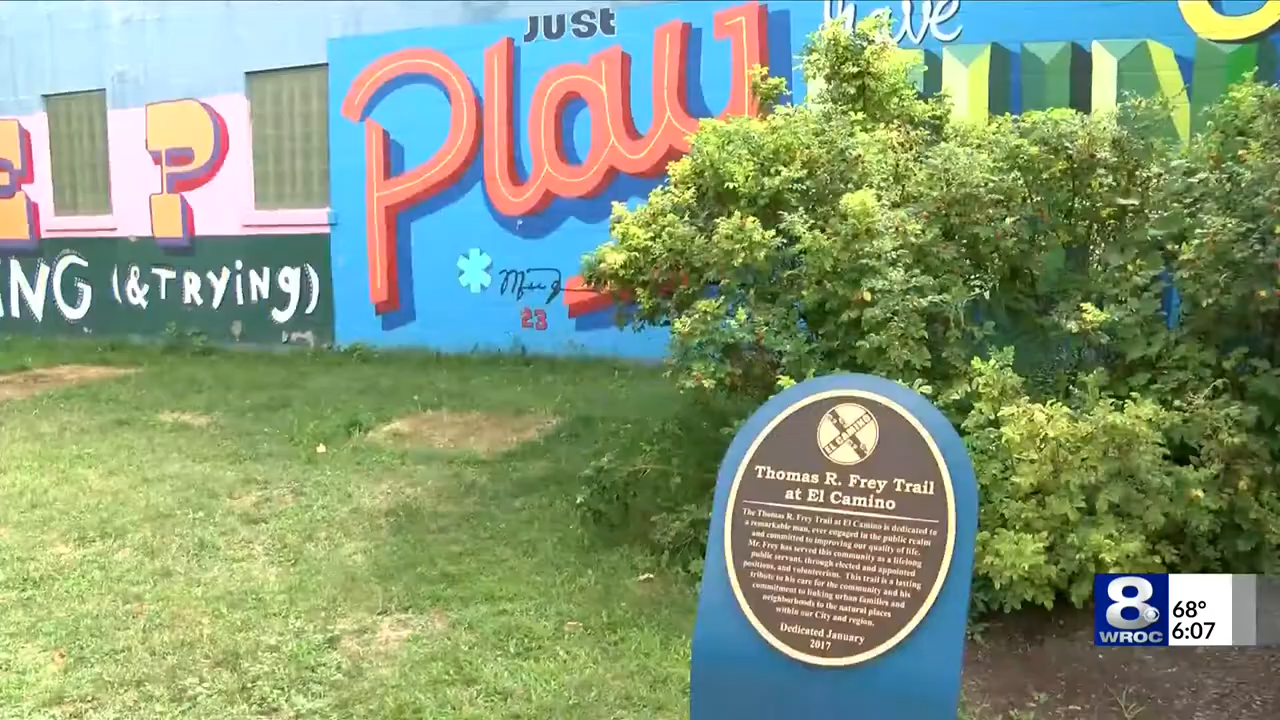 JUSt
Play
have
E P
ING (& TRYING)
23
EL CAMINO
Thomas R. Frey Trail
at El Camino
The Thomas R. Frey Trail at El Camino is dedicated to
a remarkable man, ever engaged in the public realm
and committed to improving our quality of life.
Mr. Frey has served this community as a lifelong
public servant, through elected and appointed
positions, and volunteerism. This trail is a lasting
tribute to his care for the community and his
commitment to linking urban families and
neighborhoods to the natural places
within our City and region.
Dedicated January
2017
8
WROC
68°
6:07